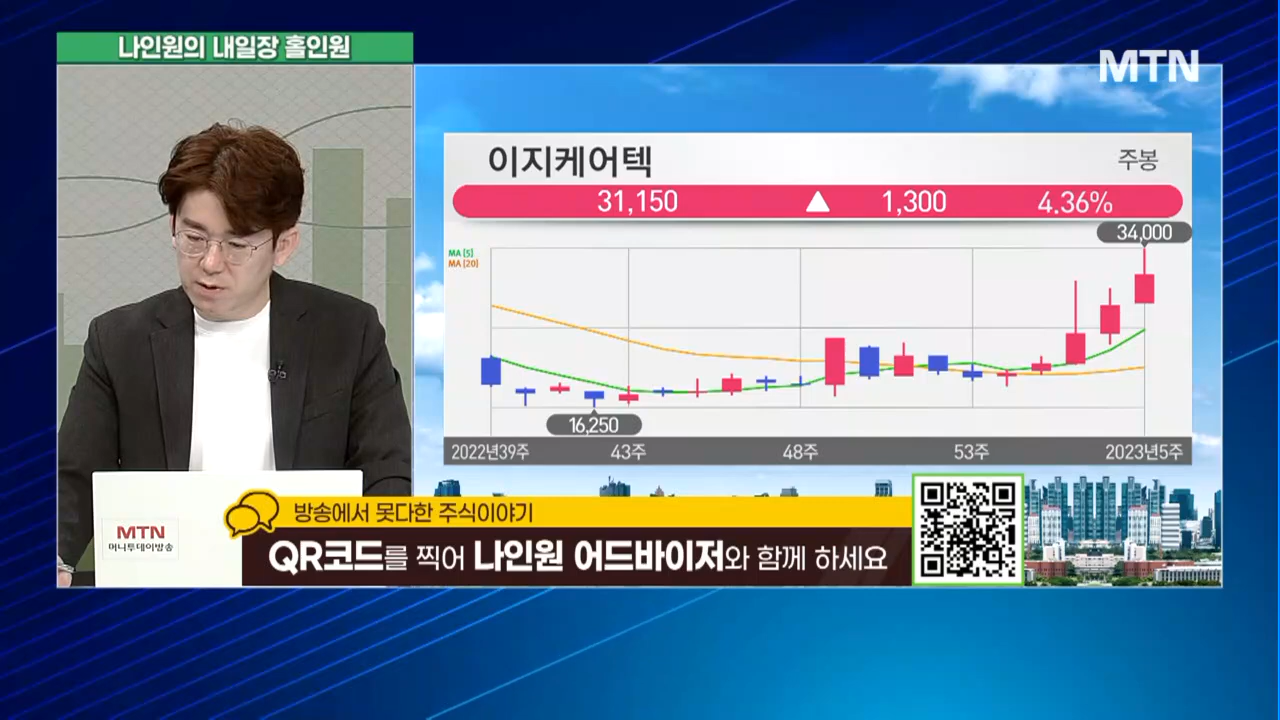 나인원의 내일장 홀인원
MTN
이지케어텍
주봉
31,150 ▲ 1,300 4.36%
34,000
MA [5]
MA [20]
16,250
2022년39주 43주 48주 53주 2023년5주
방송에서 못다한 주식이야기
QR코드를 찍어 나인원 어드바이저와 함께 하세요
MTN
머니투데이방송